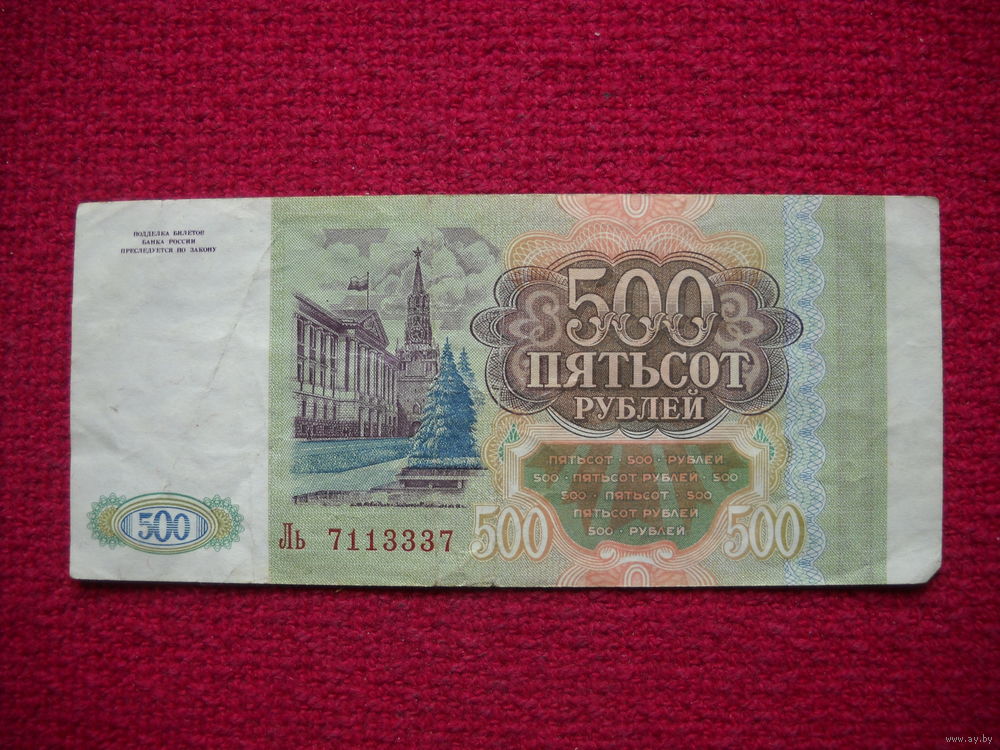 ПОДДЕЛКА БИЛЕТОВ
БАНКА РОССИИ
ПРЕСЛЕДУЕТСЯ ПО ЗАКОНУ
500
ПЯТЬСОТ
РУБЛЕЙ
ПЯТЬСОТ · 500 · РУБЛЕЙ
500 · ПЯТЬСОТ РУБЛЕЙ · 500
500 · ПЯТЬСОТ · 500
ПЯТЬСОТ РУБЛЕЙ
500 · РУБЛЕЙ
500
Ль 7113337
500
500
www.ay.by